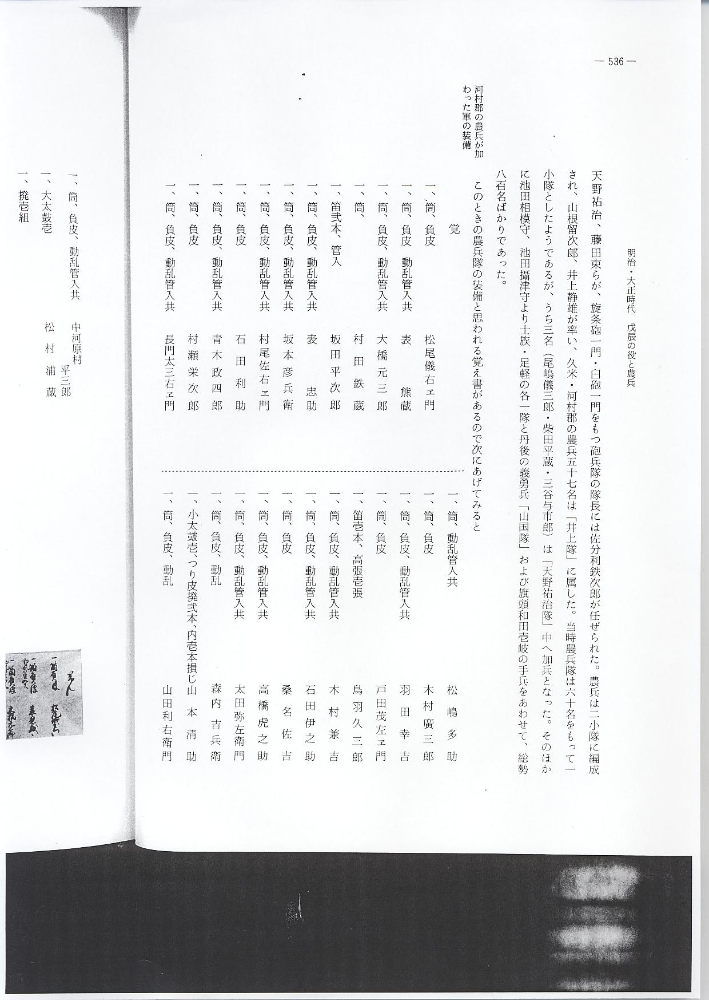 ― 536 ―
明治・大正時代　戊辰の役と農兵
天野祐治、藤田束らが、旋条砲一門・臼砲一門をもつ砲兵隊の隊長には佐分利鉄次郎が任ぜられた。農兵は二小隊に編成
され、山根留次郎、井上静雄が率い、久米・河村郡の農兵五十七名は「井上隊」に属した。当時農兵隊は六十名をもって一
小隊としたようであるが、うち三名（尾嶋儀三郎・柴田平蔵・三谷与市郎）は「天野祐治隊」中へ加兵となった。そのほか
に池田相模守、池田攝津守より士族・足軽の各一隊と丹後の義勇兵「山国隊」および旗頭和田壱岐の手兵をあわせて、総勢
八百名ばかりであった。
河村郡の農兵が加
わった軍の装備
このときの農兵隊の装備と思われる覚え書があるので次にあげてみると
覚
一、筒、負皮　松尾儀右ヱ門
一、筒、負皮、動乱管入共　表熊蔵
一、筒、負皮、動乱管入共　大橋元三郎
一、筒、　村田鉄蔵
一、笛弐本、管入　坂田平次郎
一、筒、負皮、動乱管入共　表忠助
一、筒、負皮、動乱管入共　坂本彦兵衛
一、筒、負皮、動乱管入共　村尾佐右ヱ門
一、筒、負皮　石田利助
一、筒、負皮、動乱管入共　青木政四郎
一、筒、負皮　村瀬栄次郎
一、筒、負皮、動乱管入共　長門太三右ヱ門
一、筒、動乱管入共　松嶋多助
一、筒、負皮　木村廣三郎
一、筒、負皮、動乱管入共　羽田幸吉
一、筒、負皮　戸田茂左ヱ門
一、笛壱本、高張壱張　鳥羽久三郎
一、筒、負皮、動乱管入共　木村兼吉
一、筒、負皮、動乱管入共　石田伊之助
一、筒、負皮　桑名佐吉
一、筒、負皮、動乱管入共　高橋虎之助
一、筒、負皮、動乱管入共　太田弥左衛門
一、筒、負皮、動乱　森内吉兵衛
一、小太鼓壱、つり皮撥弐本、内壱本損じ　山本清助
一、筒、負皮、動乱　山田利右衛門
一、筒、負皮、動乱管入共　中河原村
平三郎
一、大太鼓壱　松村浦蔵
一、撥壱組